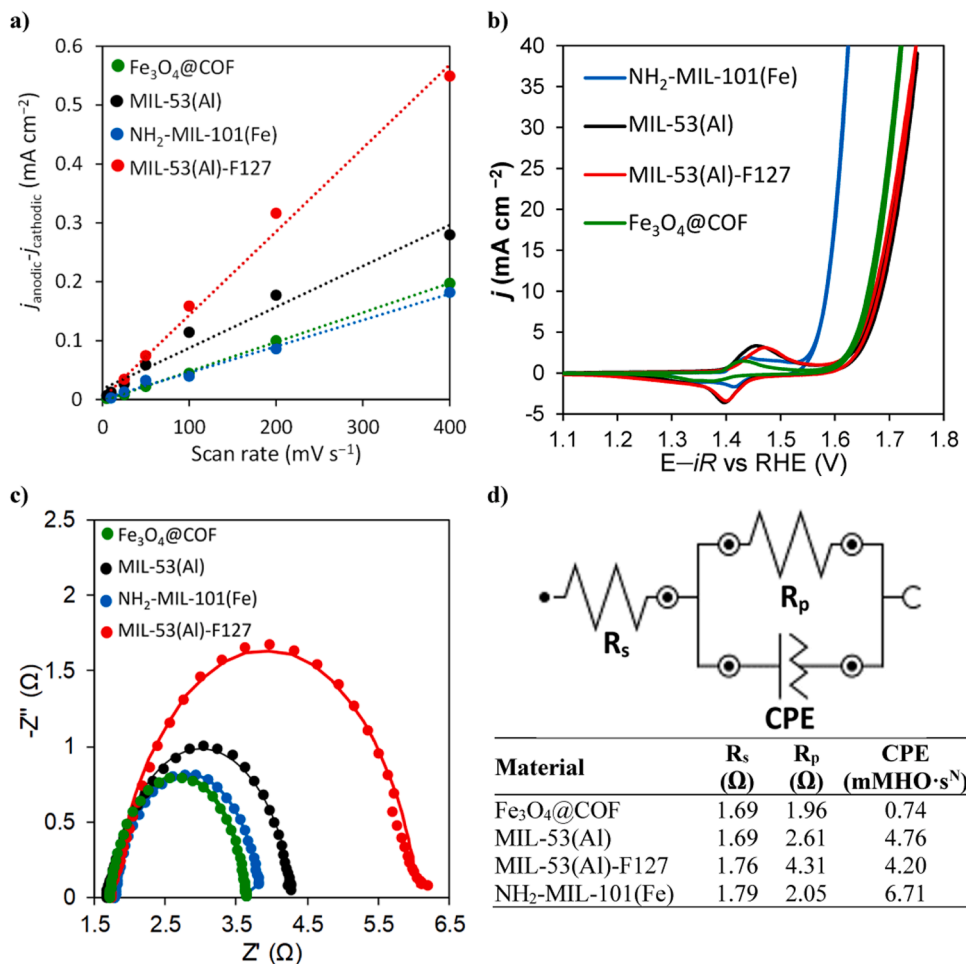 a)
0.6
0.5
0.4
0.3
0.2
0.1
0
0
100
200
300
400
j anodic-j cathodic (mA cm⁻²)
Scan rate (mV s⁻¹)
Fe₃O₄@COF
MIL-53(Al)
NH₂-MIL-101(Fe)
MIL-53(Al)-F127
b)
40
35
30
25
20
15
10
5
0
-5
1.1
1.2
1.3
1.4
1.5
1.6
1.7
1.8
j (mA cm ⁻²)
E—iR vs RHE (V)
NH₂-MIL-101(Fe)
MIL-53(Al)
MIL-53(Al)-F127
Fe₃O₄@COF
c)
2.5
2
1.5
1
0.5
0
1.5
2.5
3.5
4.5
5.5
6.5
-Z'' (Ω)
Z' (Ω)
Fe₃O₄@COF
MIL-53(Al)
NH₂-MIL-101(Fe)
MIL-53(Al)-F127
d)
Rₛ
Rₚ
CPE
Material Rₛ (Ω) Rₚ (Ω) CPE (mMHO·sᴺ)
Fe₃O₄@COF 1.69 1.96 0.74
MIL-53(Al) 1.69 2.61 4.76
MIL-53(Al)-F127 1.76 4.31 4.20
NH₂-MIL-101(Fe) 1.79 2.05 6.71